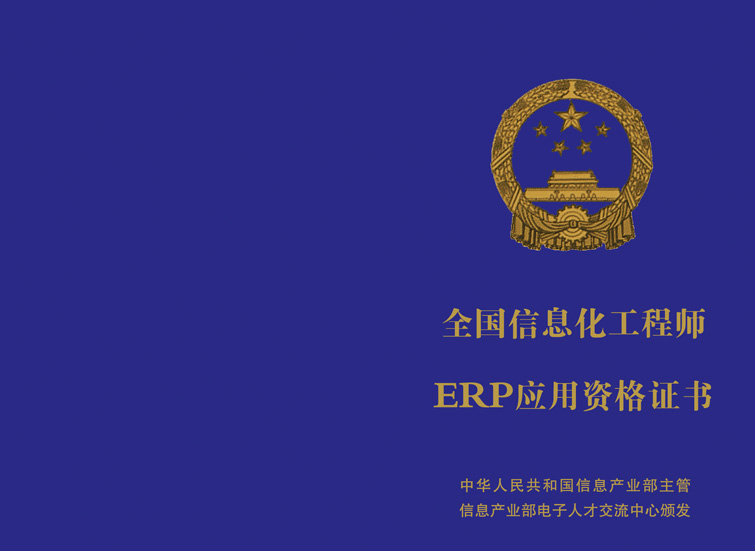 全国信息化工程师
ERP应用资格证书
中华人民共和国信息产业部主管
信息产业部电子人才交流中心颁发